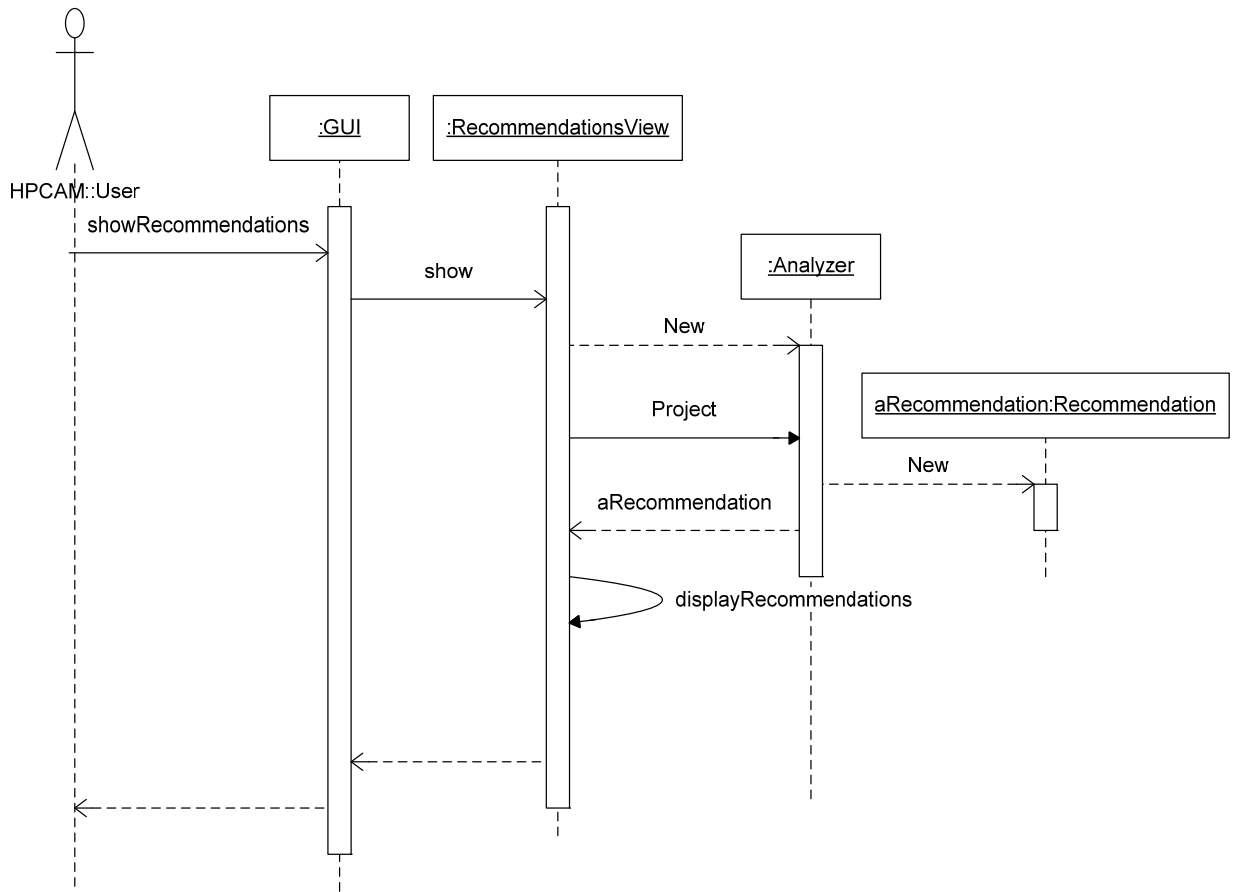 :GUI
:RecommendationsView
HPCAM::User
showRecommendations
:Analyzer
show
New
aRecommendation:Recommendation
Project
New
aRecommendation
displayRecommendations